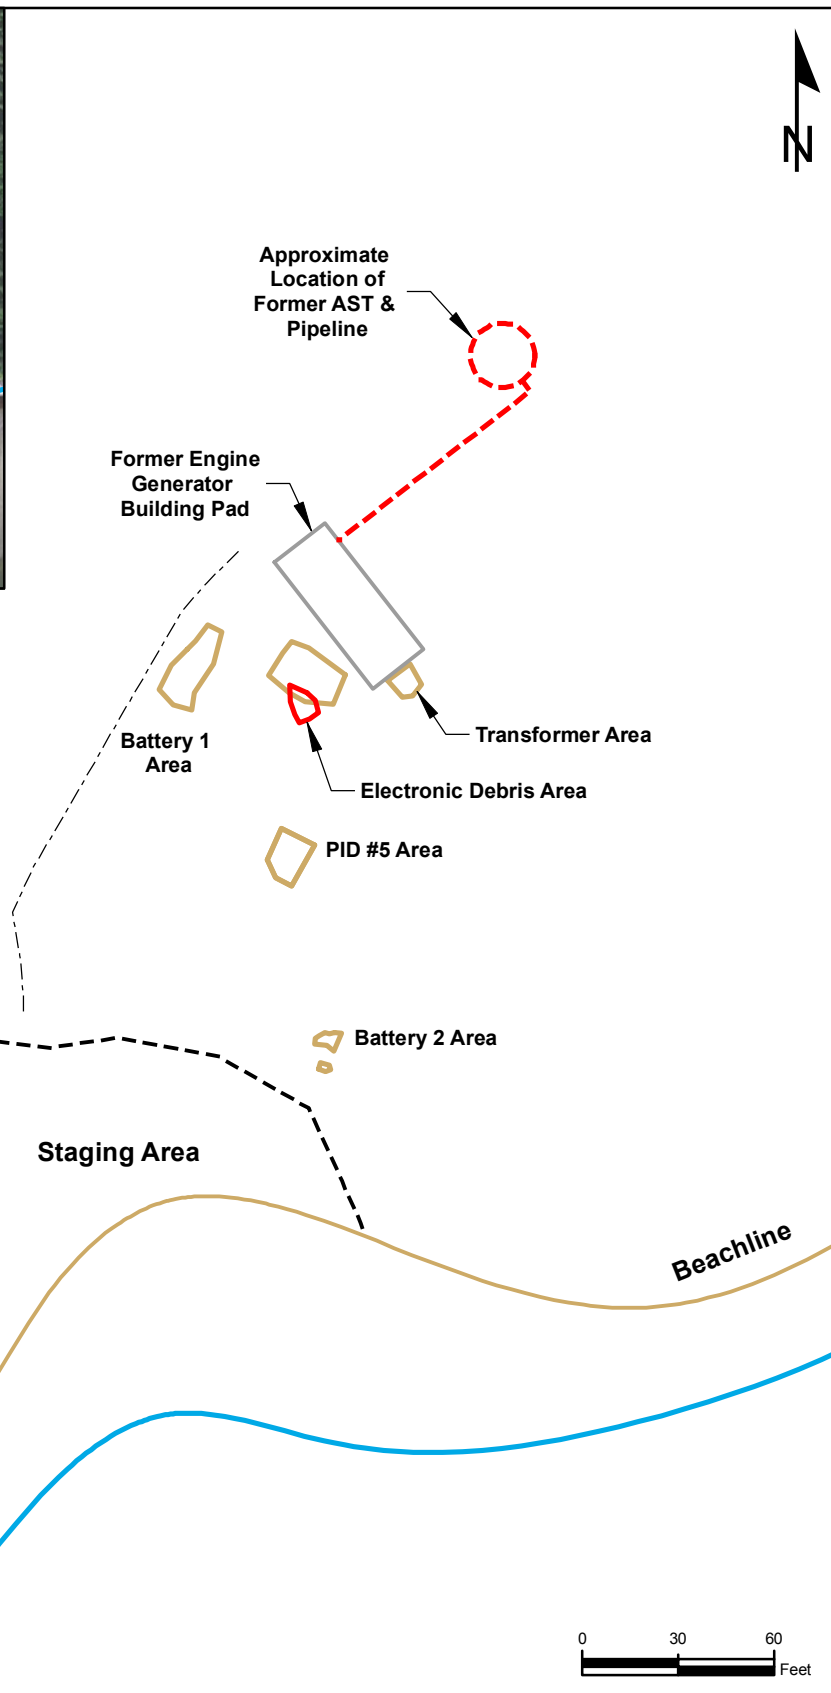 N
Approximate
Location of
Former AST &
Pipeline
Former Engine
Generator
Building Pad
Battery 1
Area
Transformer Area
Electronic Debris Area
PID #5 Area
Battery 2 Area
Staging Area
Beachline
0 30 60
Feet